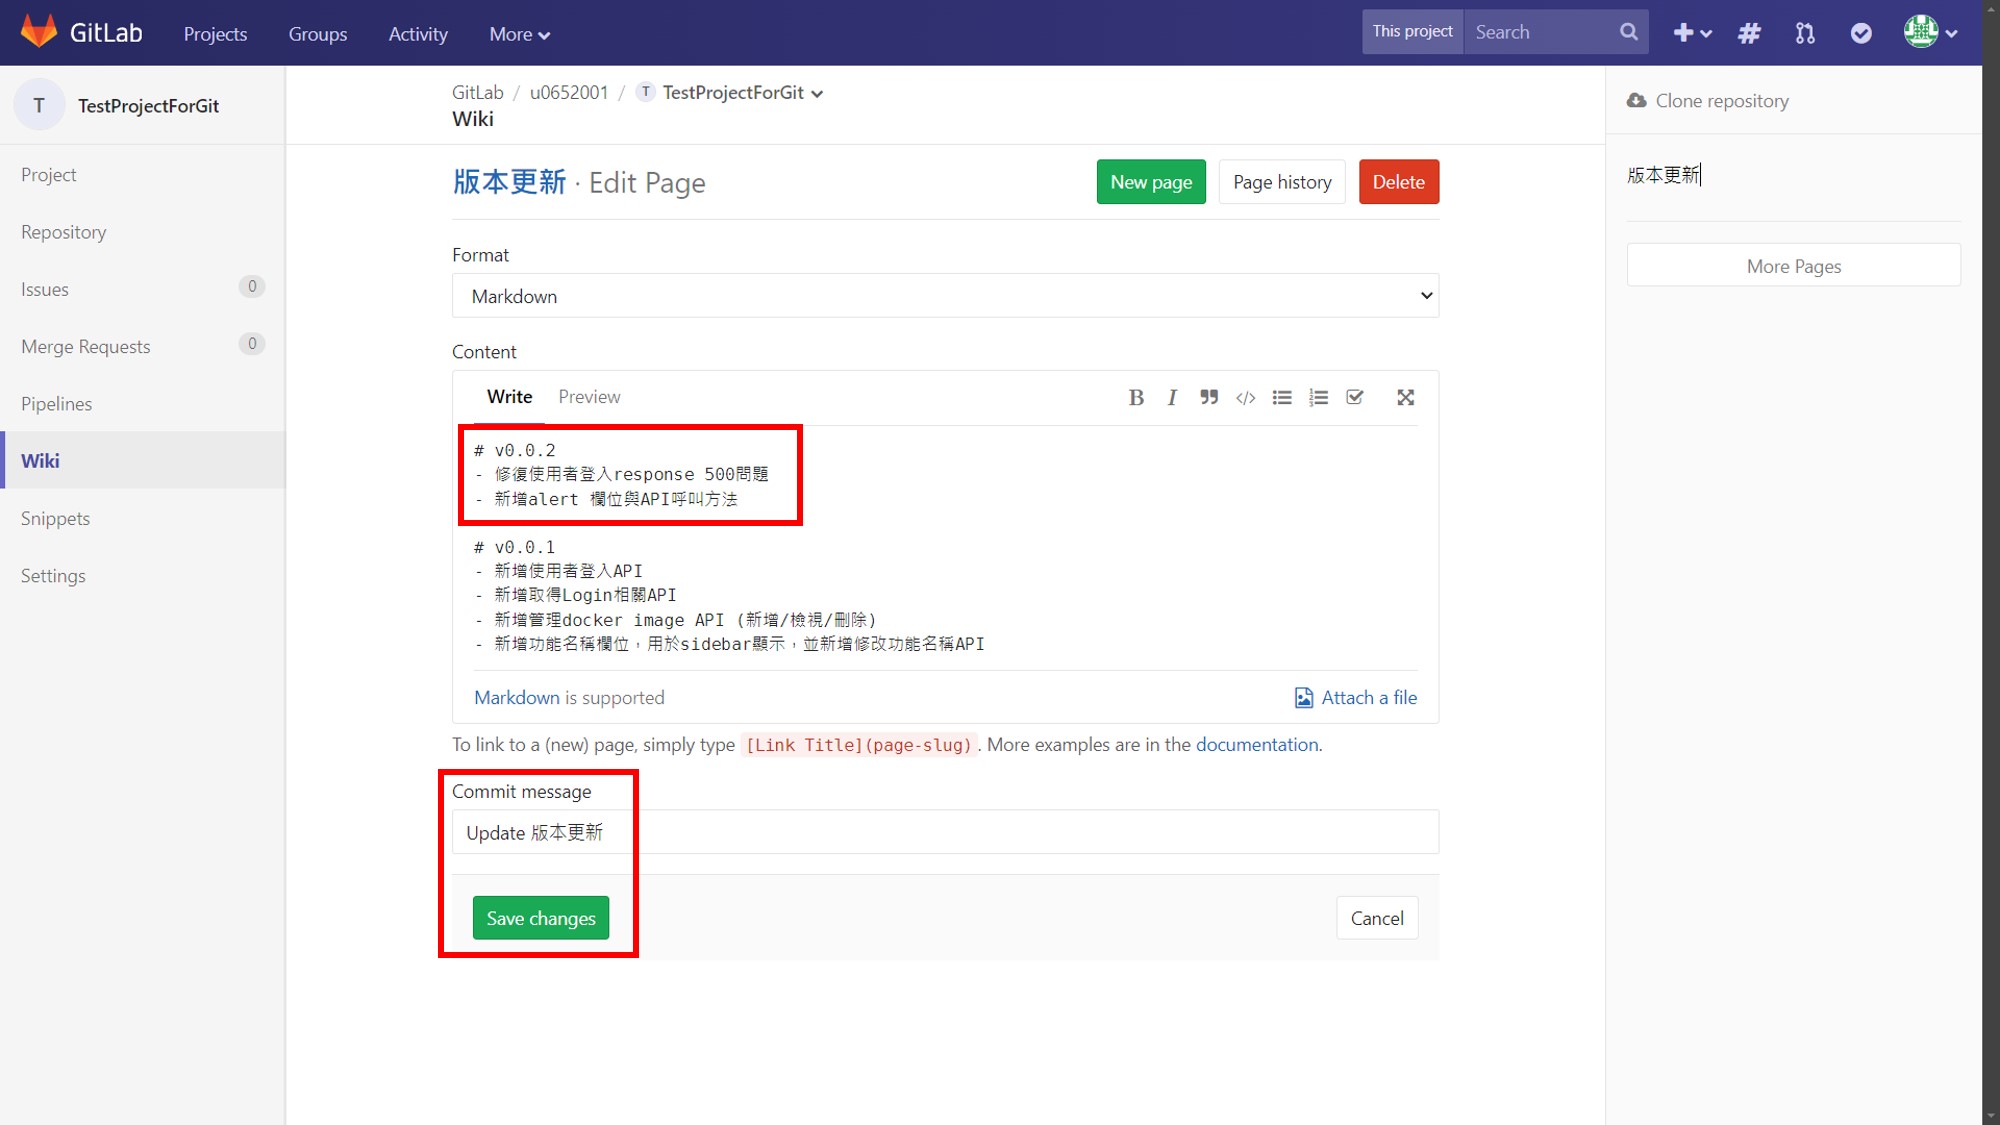 GitLab
Projects
Groups
Activity
More
This project
Search
T
TestProjectForGit
Project
Repository
Issues
0
Merge Requests
0
Pipelines
Wiki
Snippets
Settings
GitLab / u0652001 / T TestProjectForGit
Wiki
版本更新 · Edit Page
New page
Page history
Delete
Format
Markdown
Content
Write
Preview
# v0.0.2
- 修復使用者登入response 500問題
- 新增alert 欄位與API呼叫方法
# v0.0.1
- 新增使用者登入API
- 新增取得Login相關API
- 新增管理docker image API (新增/檢視/刪除)
- 新增功能名稱欄位，用於sidebar顯示，並新增修改功能名稱API
Markdown is supported
Attach a file
To link to a (new) page, simply type [Link Title](page-slug). More examples are in the documentation.
Commit message
Update 版本更新
Save changes
Cancel
Clone repository
版本更新
More Pages